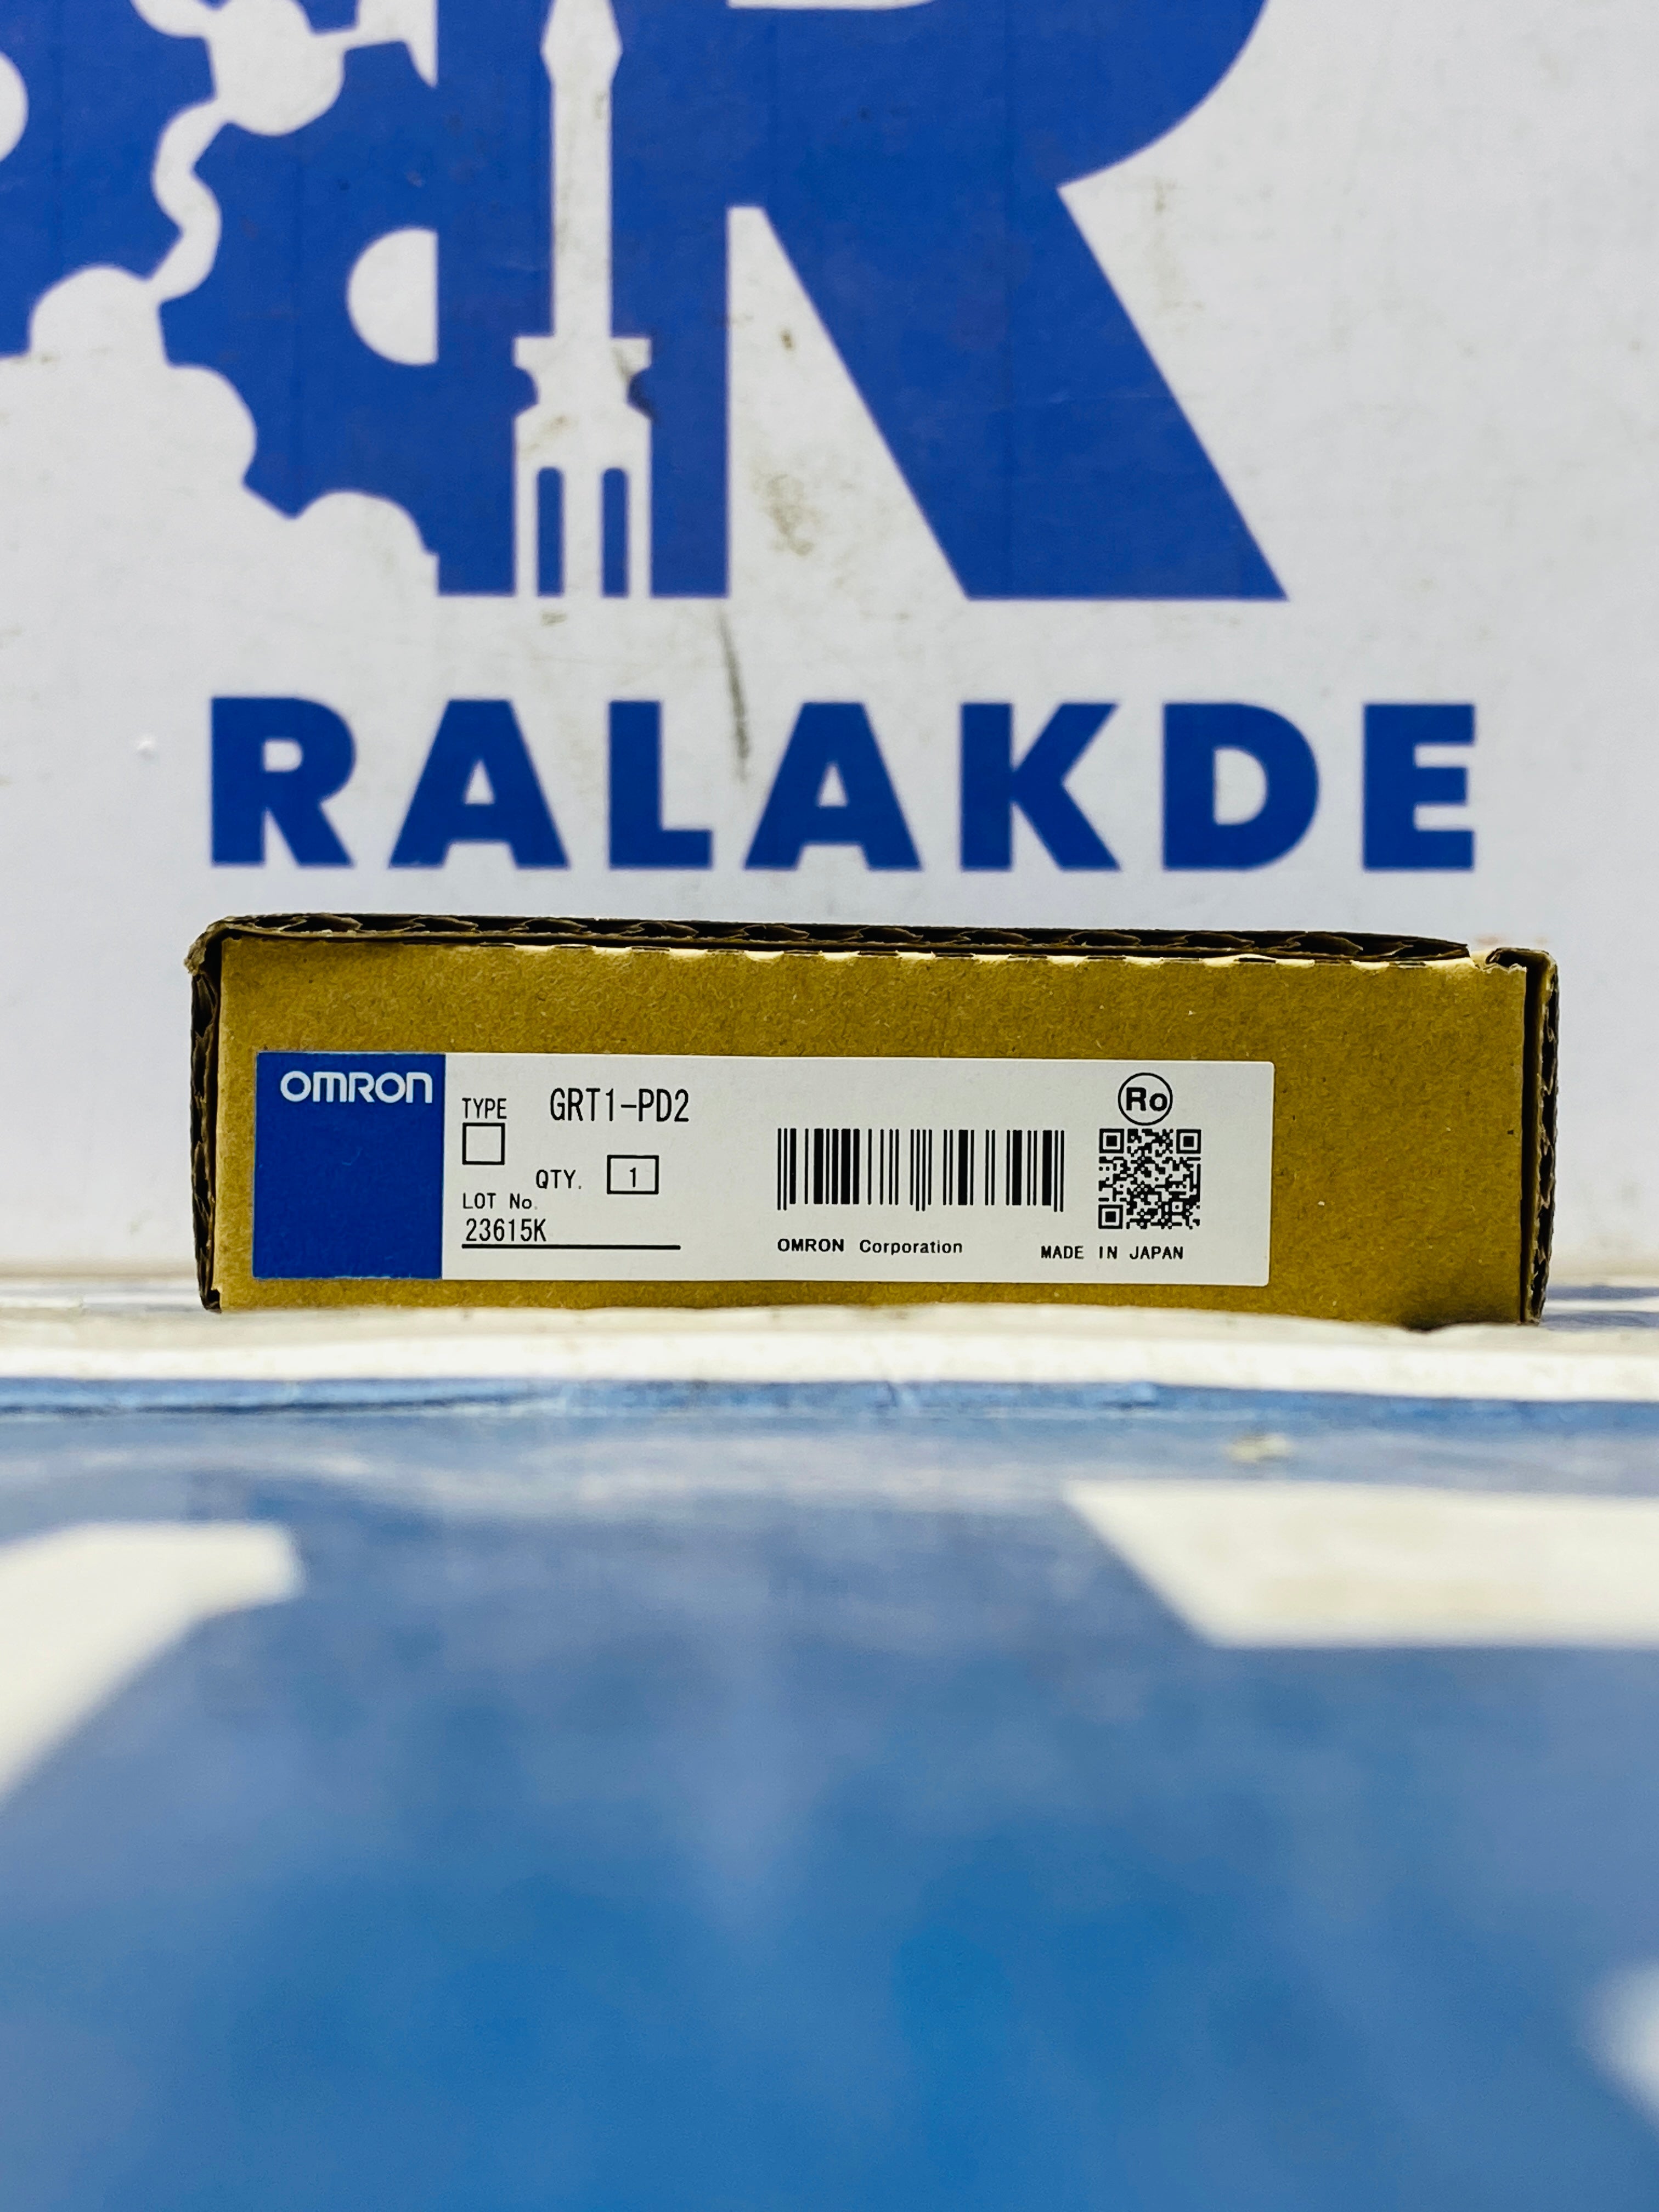 R
RALAKDE
OMRON
TYPE GRT1-PD2
QTY. 1
LOT No.
23615K
Ro
OMRON Corporation
MADE IN JAPAN